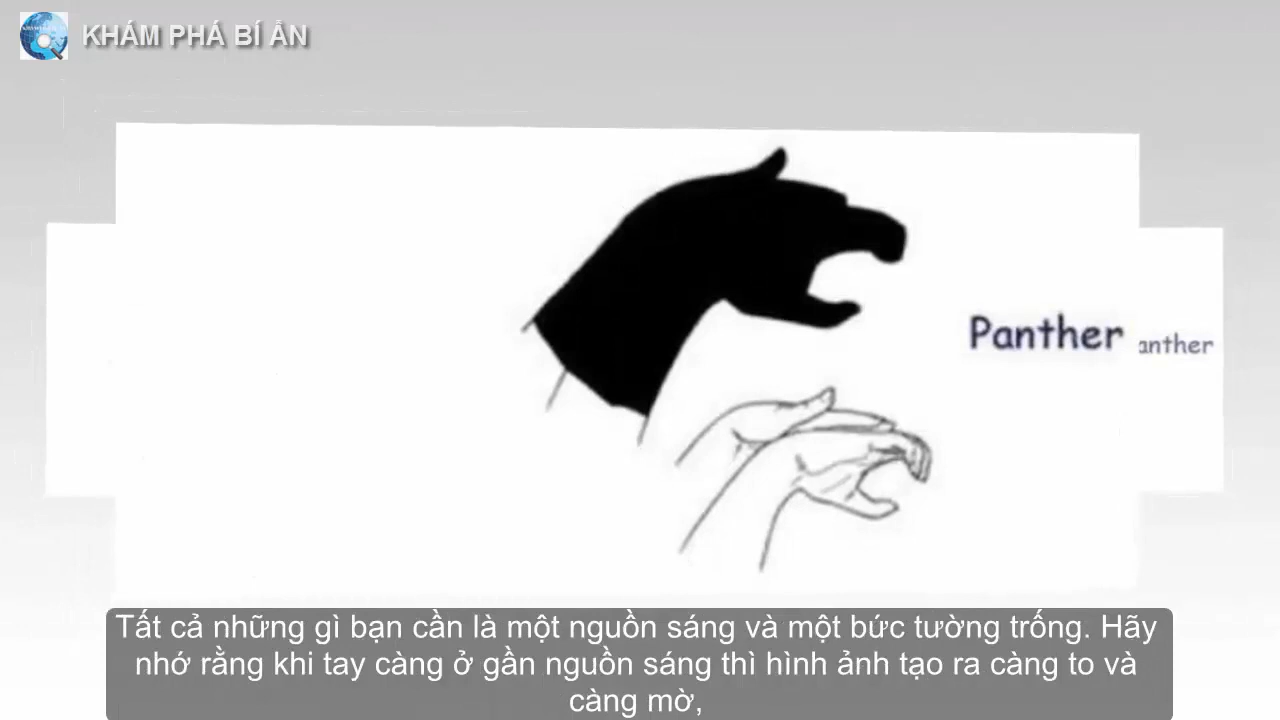 KHÁM PHÁ BÍ ẨN
Panther anther
Tất cả những gì bạn cần là một nguồn sáng và một bức tường trống. Hãy
nhớ rằng khi tay càng ở gần nguồn sáng thì hình ảnh tạo ra càng to và
càng mờ,